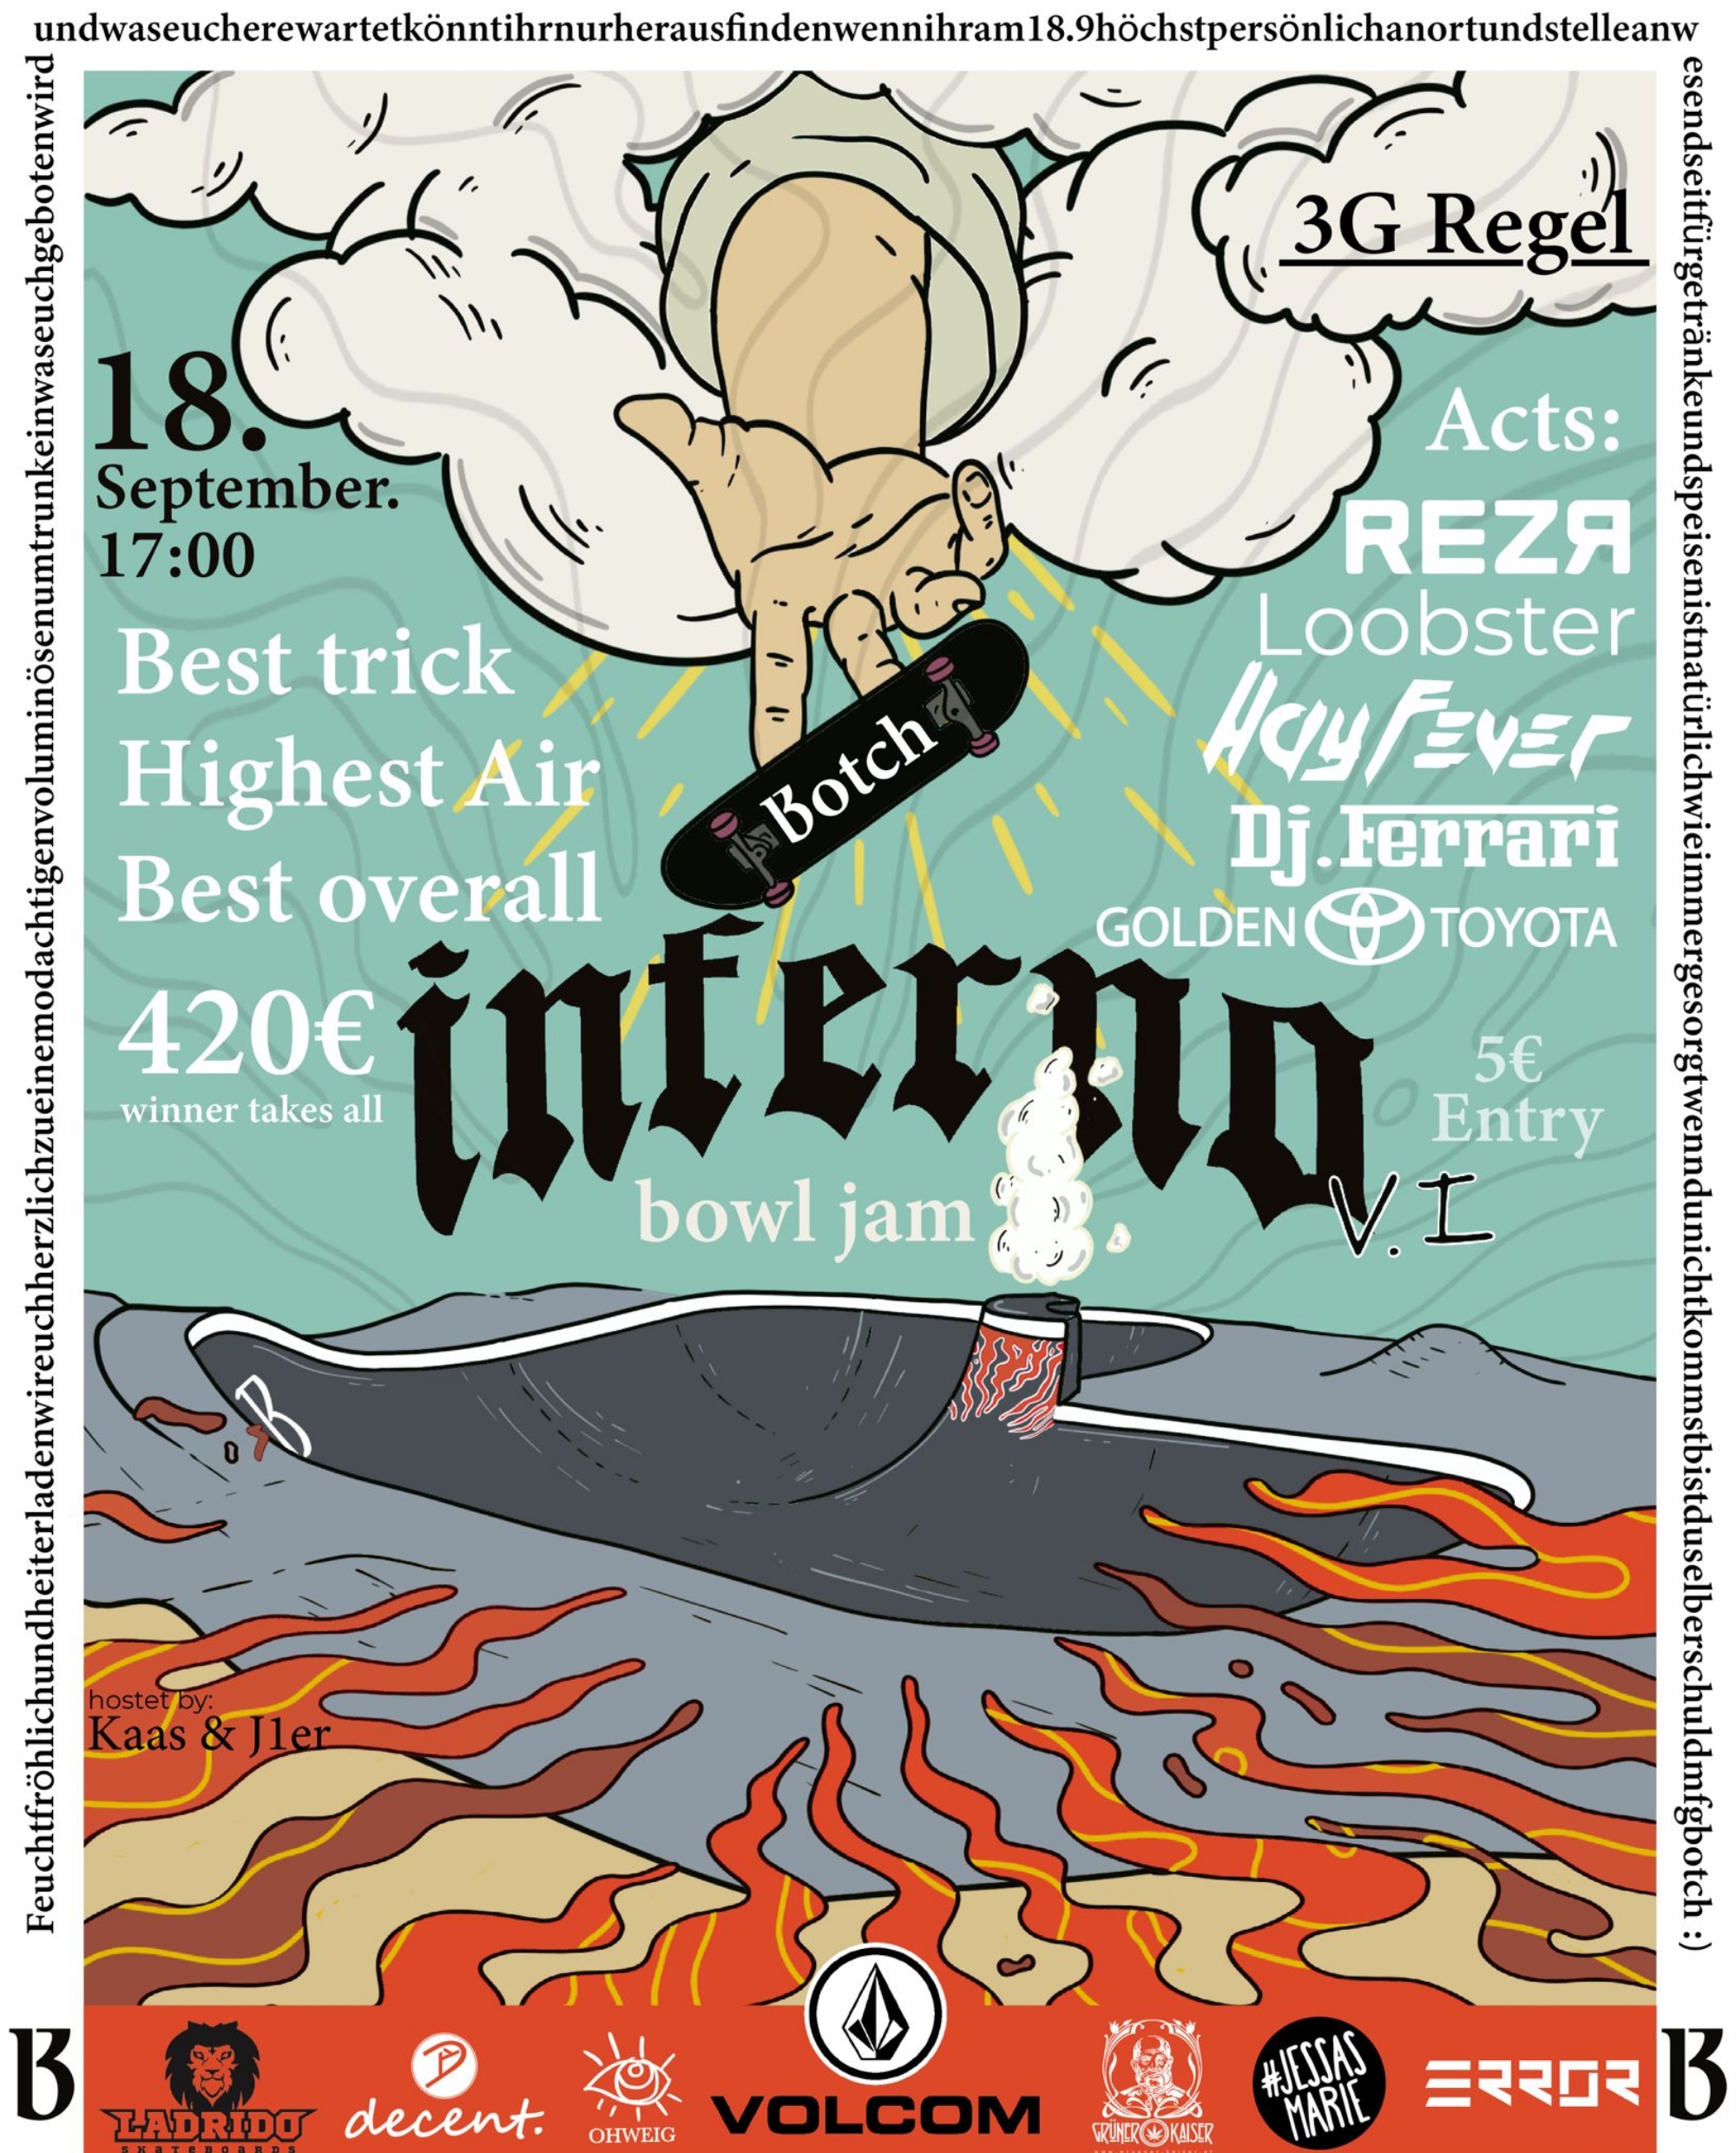 Feuchtfröhlichundheiterladenwireuchherzlichzueinemodachtigenvoluminösenumtrunkeinwaseuchgebotenwird
undwaseucherewartetkönntihrnurherausfindenwennihram18.9höchstpersönlichanortundstelleanw
esendseitfürgetränkeundspeisenistnatürlichwieimmergesorgtwenndunichtkommstbistduselberschuldmfgbotch :)
3G Regel
18.
September.
17:00
Best trick
Highest Air
Best overall
420€
winner takes all
Botch
Acts:
REZR
Loobster
Hay Fever
Dj.Ferrari
GOLDEN TOYOTA
5€
Entry
inferno
V.I
bowl jam
B
hostet by:
Kaas & J1er
B
LADRIDO
SKATEBOARDS
decent.
OHWEIG
VOLCOM
GRÜNER KAISER
#JESSAS
MARIE
ERROR
B